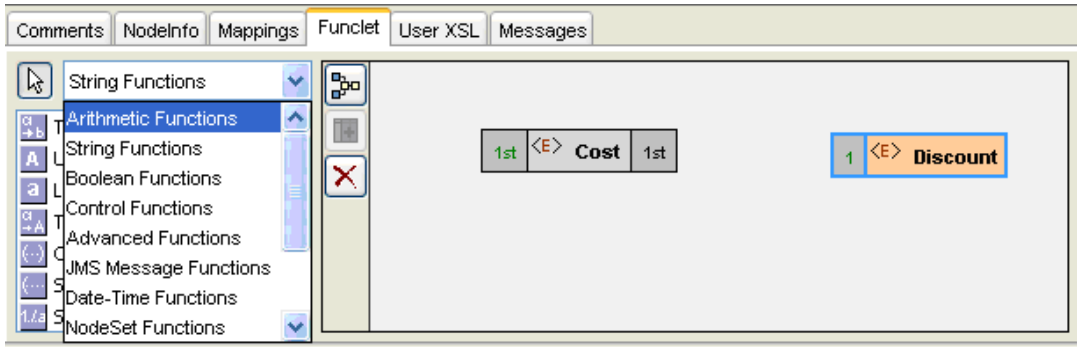 Comments NodeInfo Mappings Funclet User XSL Messages
String Functions
Arithmetic Functions
String Functions
Boolean Functions
Control Functions
Advanced Functions
JMS Message Functions
Date-Time Functions
NodeSet Functions
1st <E> Cost 1st
1 <E> Discount